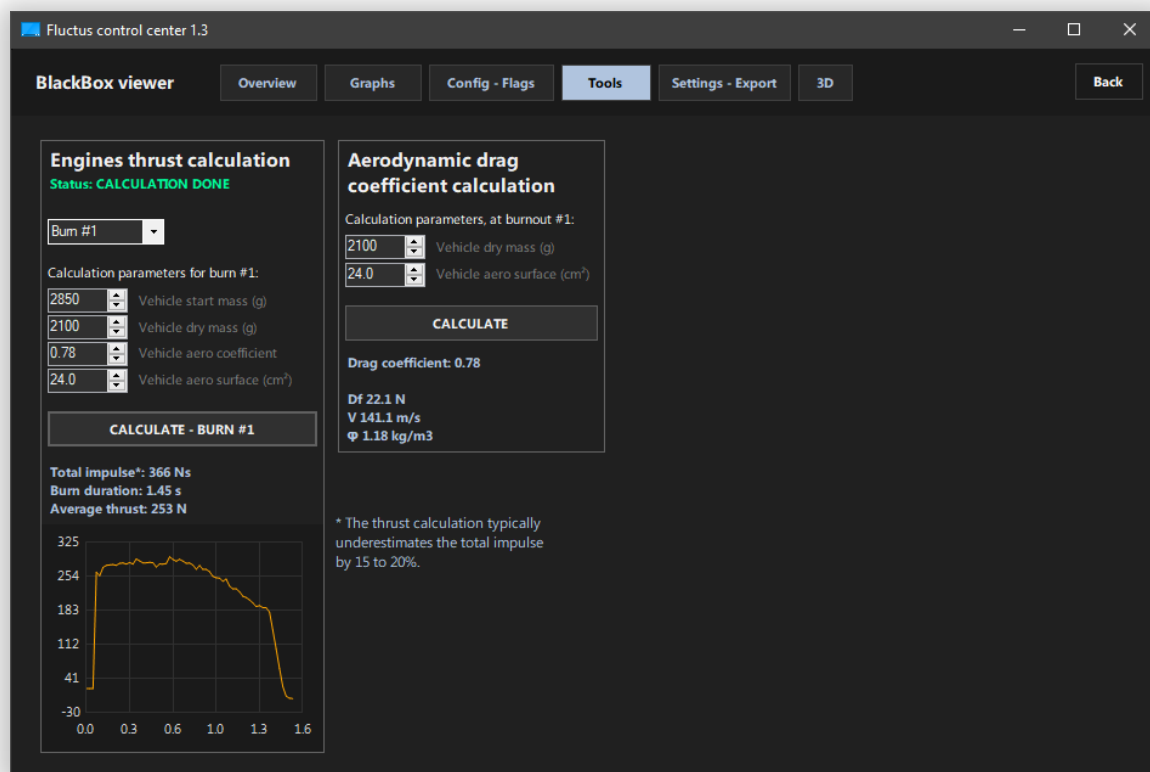 Fluctus control center 1.3
BlackBox viewer
Overview
Graphs
Config - Flags
Tools
Settings - Export
3D
Back
Engines thrust calculation
Status: CALCULATION DONE
Burn #1
Calculation parameters for burn #1:
2850 Vehicle start mass (g)
2100 Vehicle dry mass (g)
0.78 Vehicle aero coefficient
24.0 Vehicle aero surface (cm²)
CALCULATE - BURN #1
Total impulse*: 366 Ns
Burn duration: 1.45 s
Average thrust: 253 N
325
254
183
112
41
-30
0.0 0.3 0.6 1.0 1.3 1.6
Aerodynamic drag
coefficient calculation
Calculation parameters, at burnout #1:
2100 Vehicle dry mass (g)
24.0 Vehicle aero surface (cm²)
CALCULATE
Drag coefficient: 0.78
Df 22.1 N
V 141.1 m/s
φ 1.18 kg/m3
* The thrust calculation typically
underestimates the total impulse
by 15 to 20%.